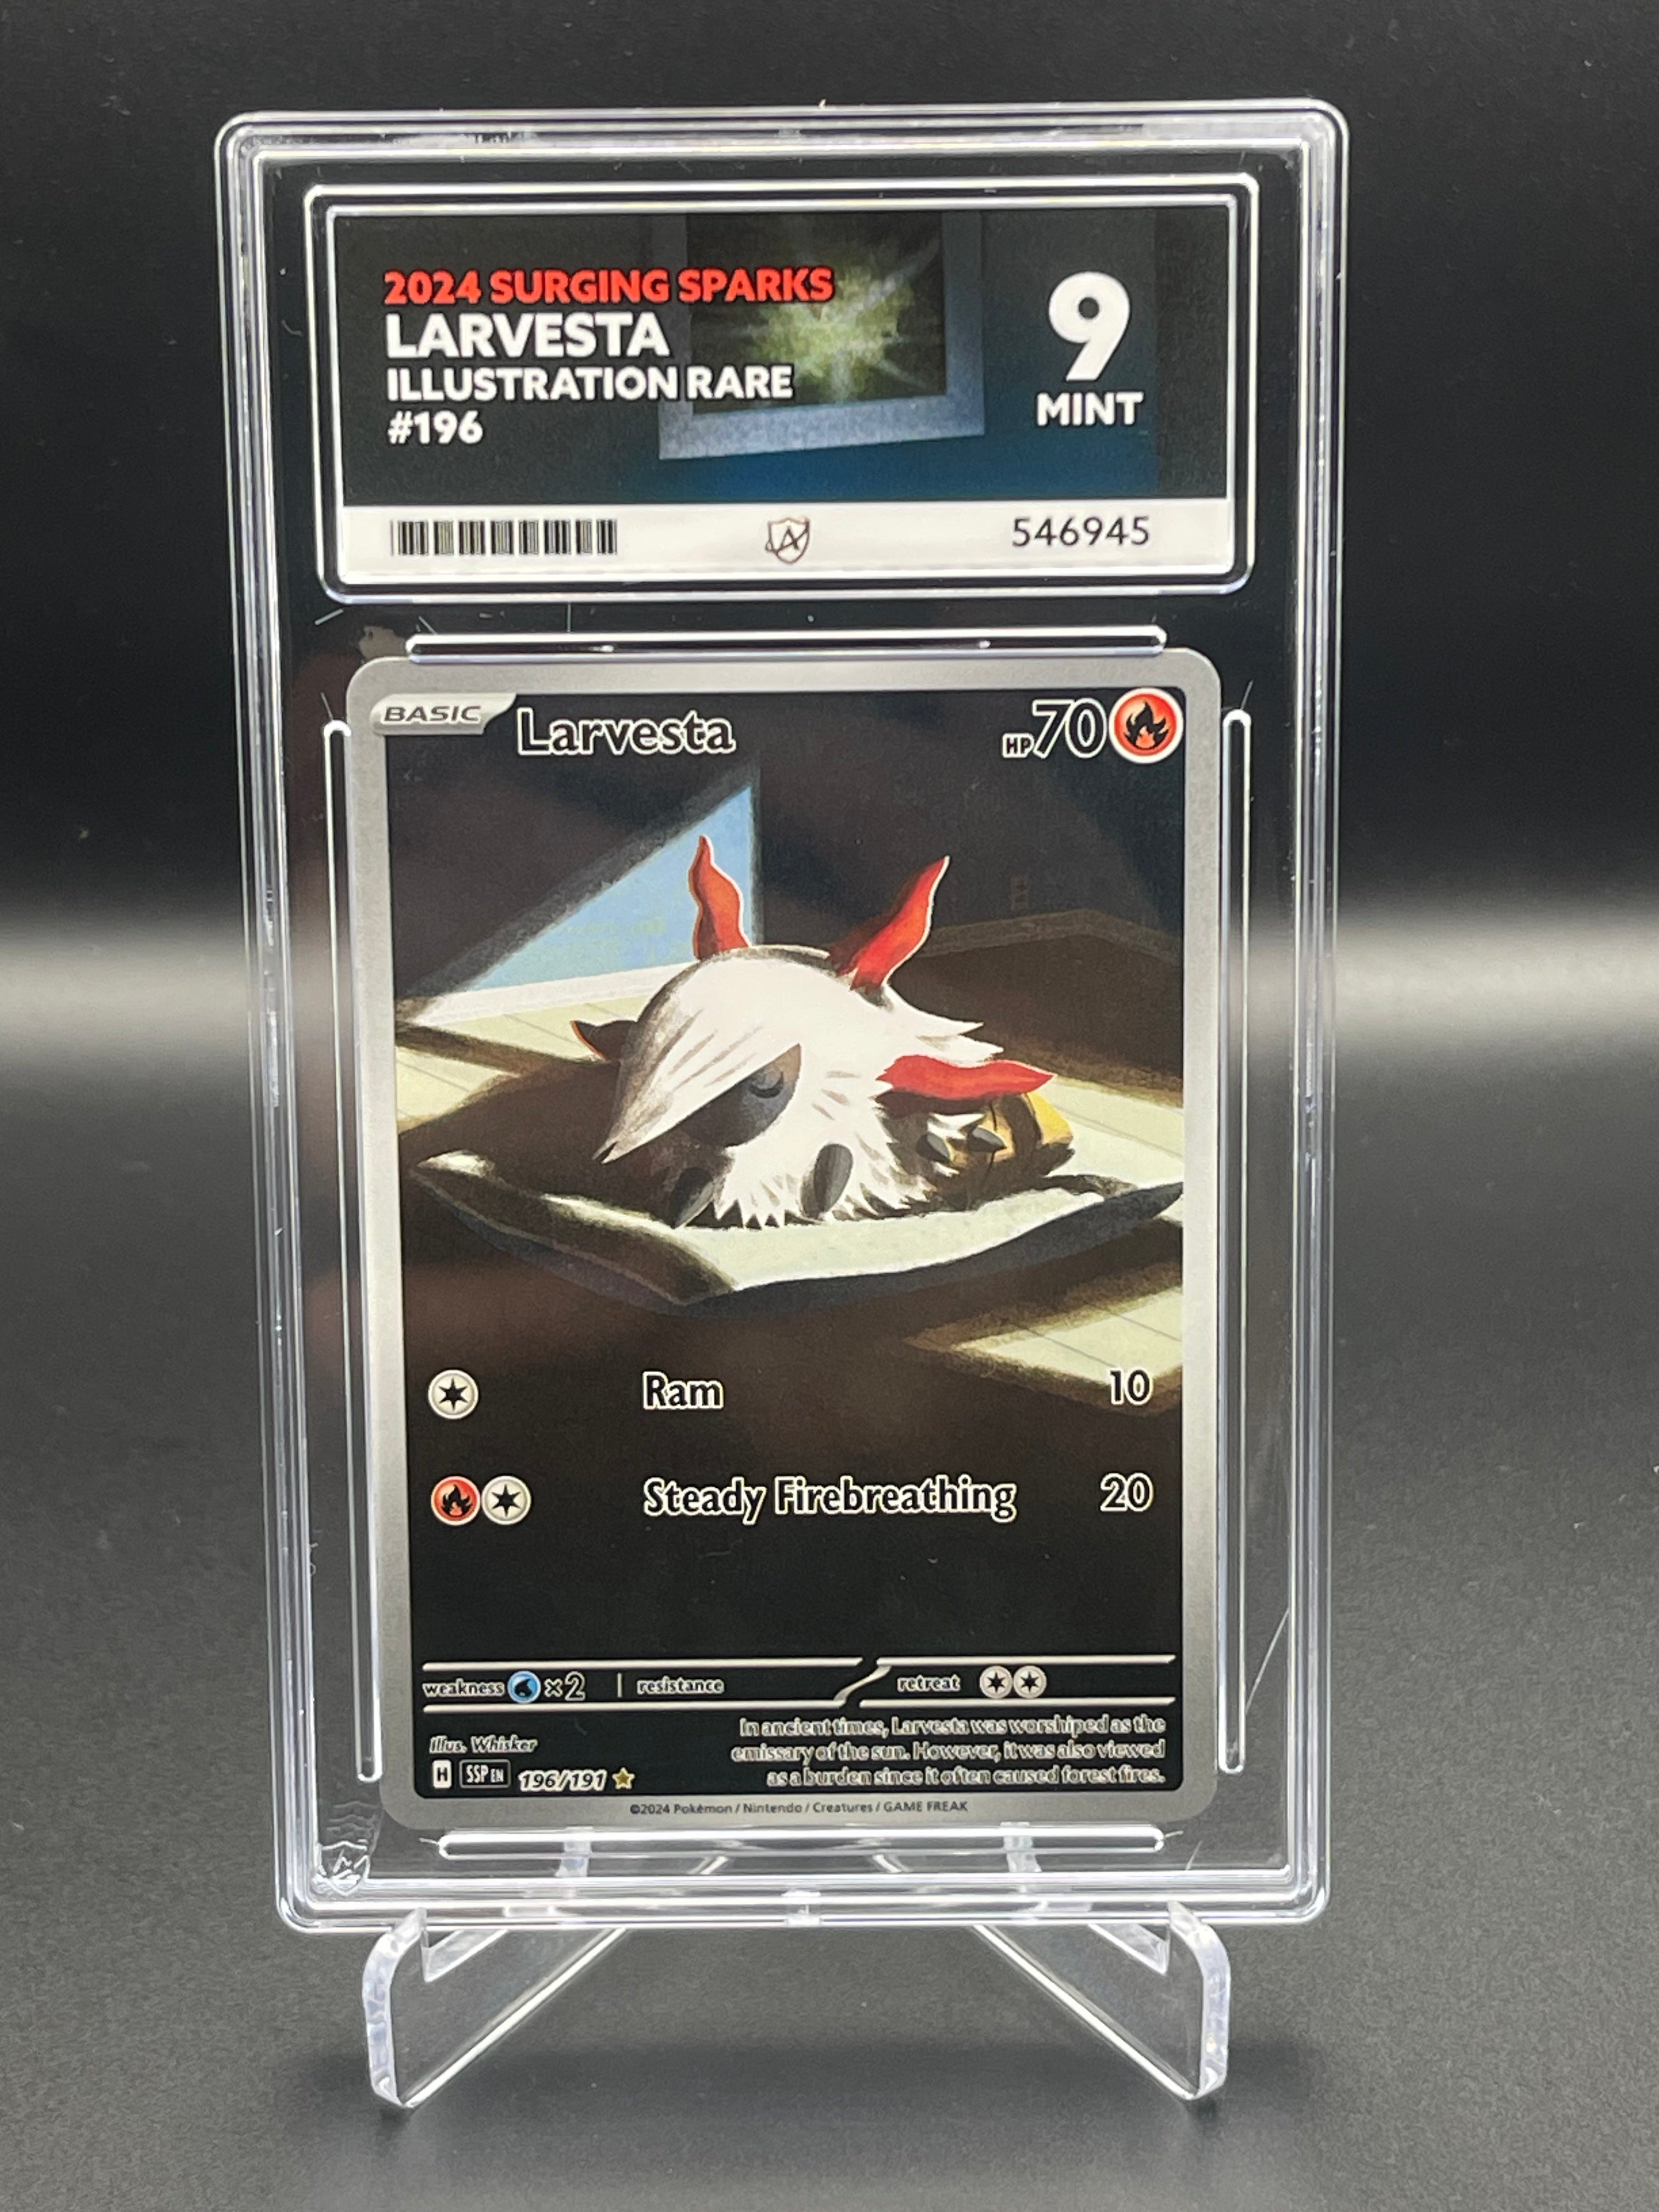 2024 SURGING SPARKS
LARVESTA
ILLUSTRATION RARE
#196
9
MINT
546945
BASIC Larvesta HP70
Ram 10
Steady Firebreathing 20
weakness ×2 resistance retreat
In ancient times, Larvesta was worshiped as the
emissary of the sun. However, it was also viewed
as a burden since it often caused forest fires.
Illus. Whisker
H SSP EN 196/191
©2024 Pokémon / Nintendo / Creatures / GAME FREAK